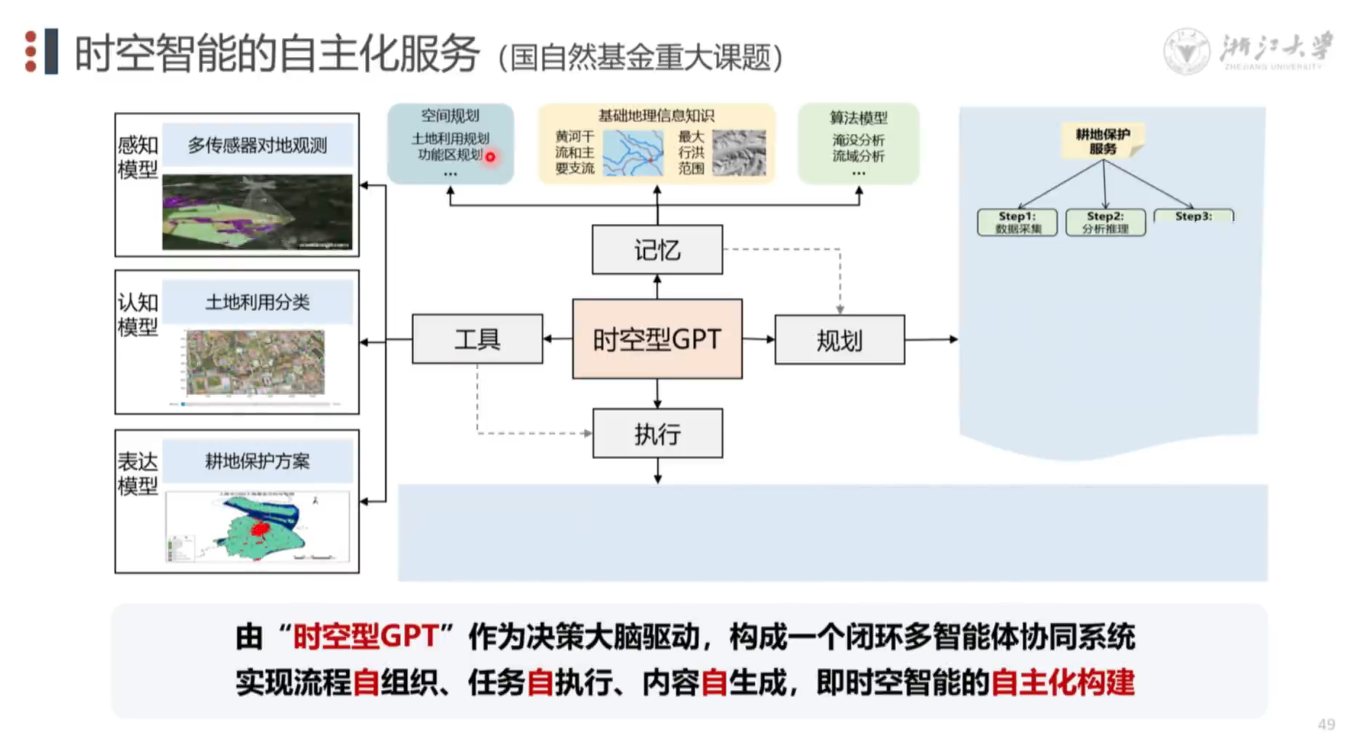 时空智能的自主化服务（国自然基金重大课题）
浙江大学
ZHEJIANG UNIVERSITY
感知
模型
多传感器对地观测
认知
模型
土地利用分类
表达
模型
耕地保护方案
空间规划
土地利用规划
功能区规划
...
基础地理信息知识
黄河干
流和主
要支流
最大
行洪
范围
算法模型
淹没分析
流域分析
...
记忆
工具
时空型GPT
规划
执行
耕地保护
服务
Step1:
数据采集
Step2:
分析推理
Step3:
由“时空型GPT”作为决策大脑驱动，构成一个闭环多智能体协同系统
实现流程自组织、任务自执行、内容自生成，即时空智能的自主化构建
49